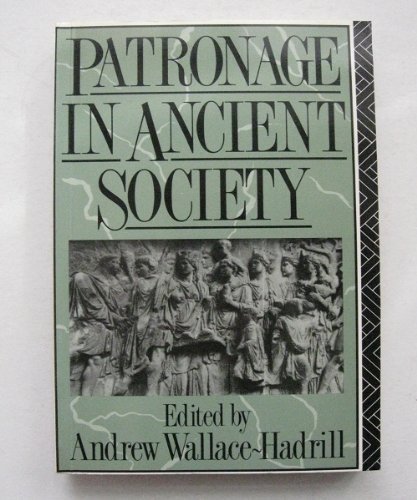 PATRONAGE
IN ANCIENT
SOCIETY
Edited by
Andrew Wallace~Hadrill